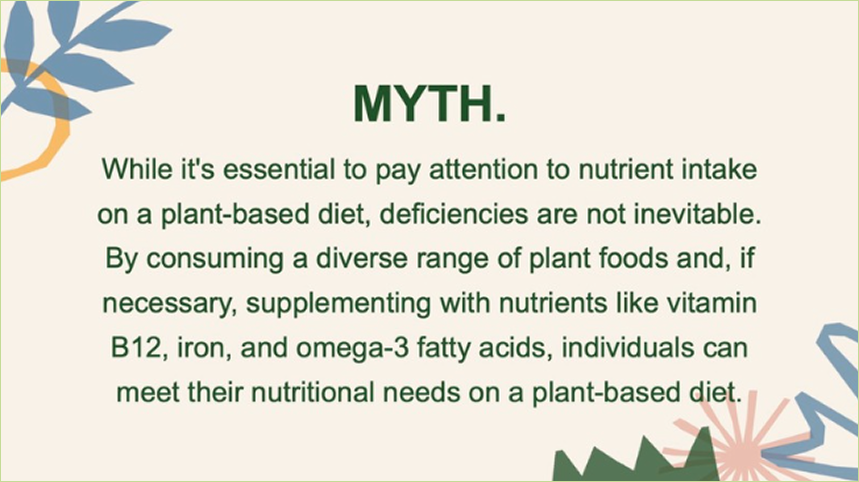 MYTH.
While it's essential to pay attention to nutrient intake
on a plant-based diet, deficiencies are not inevitable.
By consuming a diverse range of plant foods and, if
necessary, supplementing with nutrients like vitamin
B12, iron, and omega-3 fatty acids, individuals can
meet their nutritional needs on a plant-based diet.